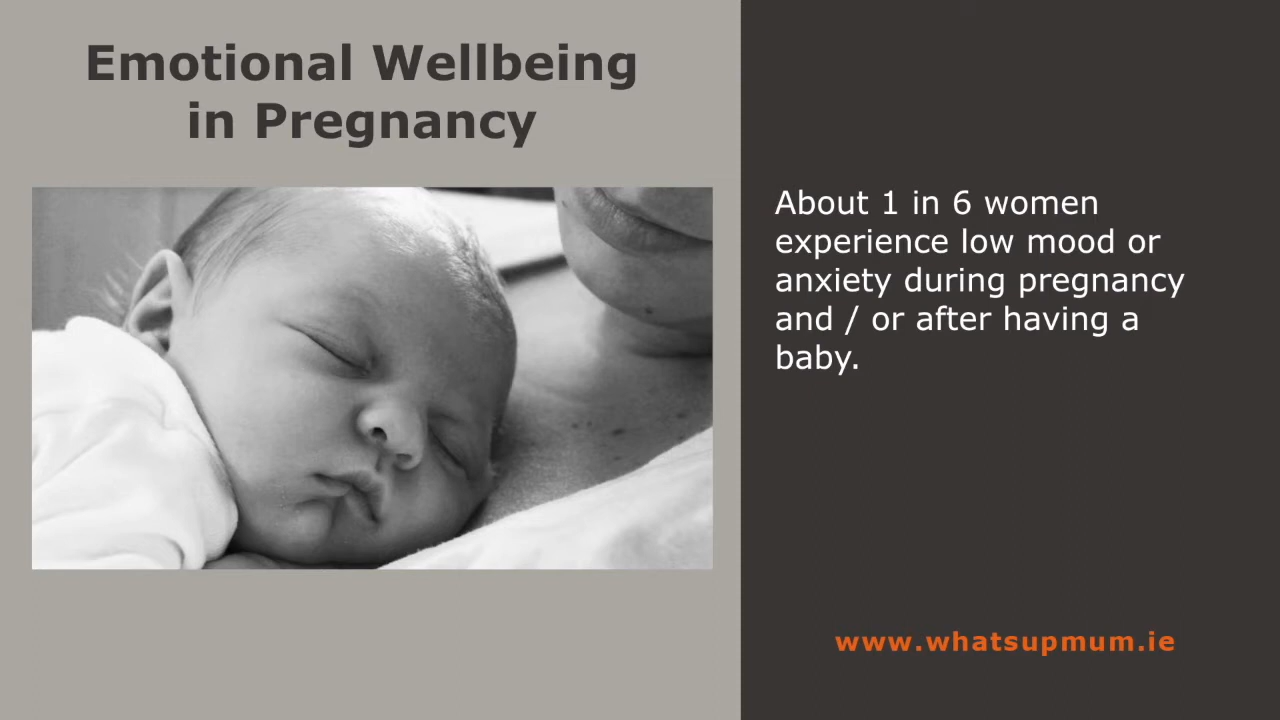 Emotional Wellbeing
in Pregnancy
About 1 in 6 women
experience low mood or
anxiety during pregnancy
and / or after having a
baby.
www.whatsupmum.ie